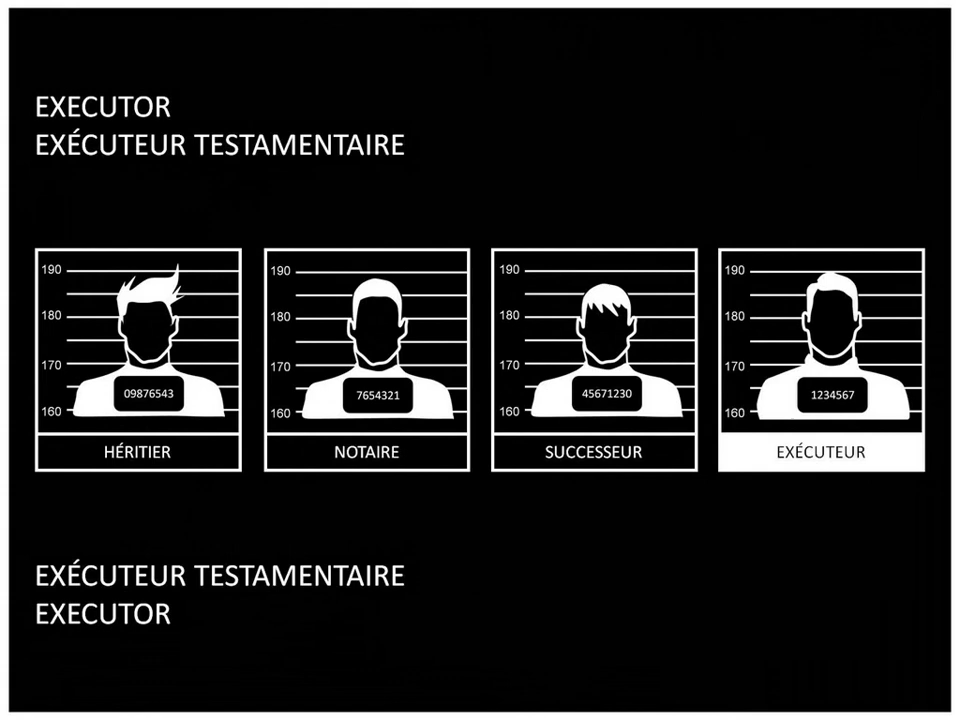 EXECUTOR
EXÉCUTEUR TESTAMENTAIRE
190
180
170
160
09876543
HÉRITIER
190
180
170
160
7654321
NOTAIRE
190
180
170
160
45671230
SUCCESSEUR
190
180
170
160
1234567
EXÉCUTEUR
EXÉCUTEUR TESTAMENTAIRE
EXECUTOR